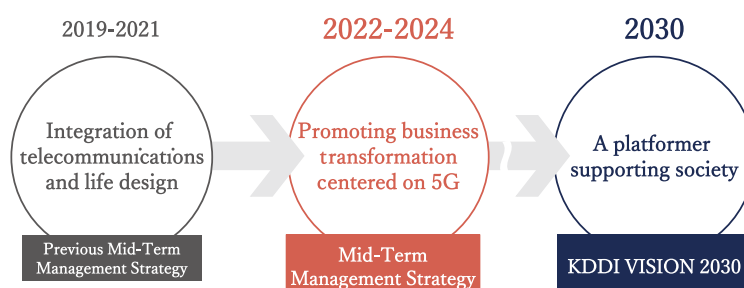 2019-2021
Integration of
telecommunications
and life design
Previous Mid-Term
Management Strategy
2022-2024
Promoting business
transformation
centered on 5G
Mid-Term
Management Strategy
2030
A platformer
supporting society
KDDI VISION 2030